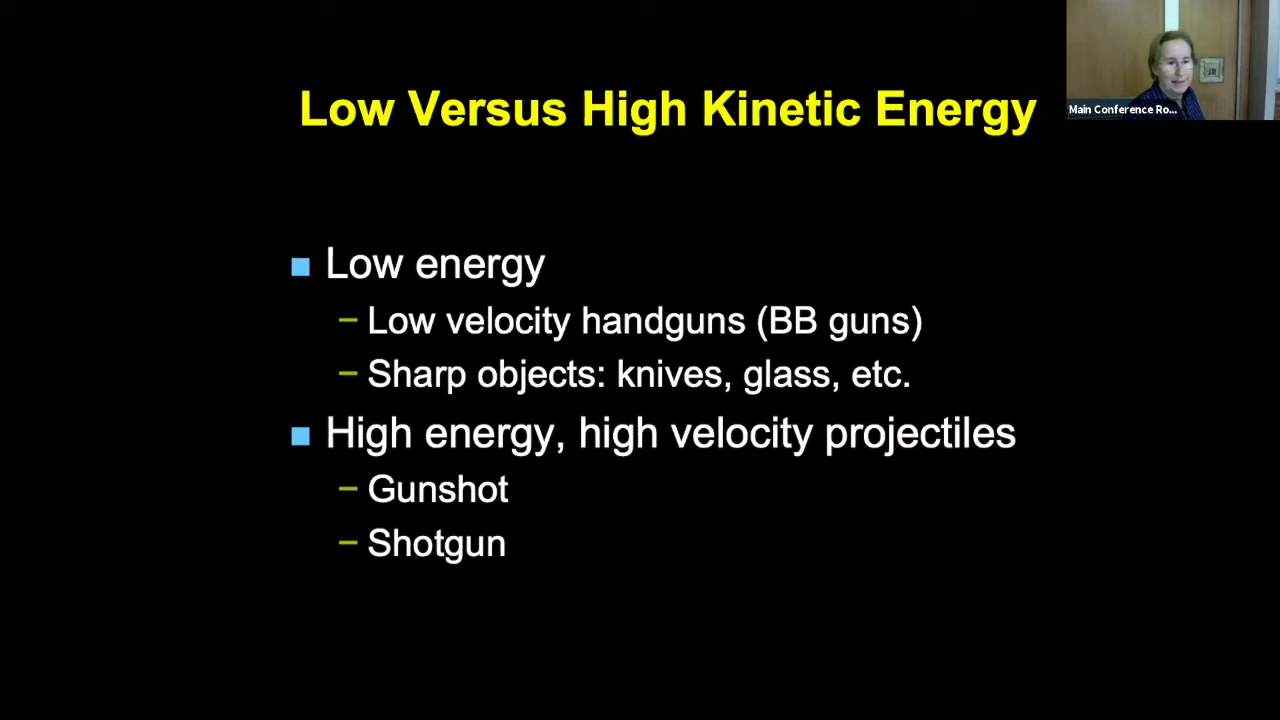 Low Versus High Kinetic Energy
Main Conference Ro...
Low energy
– Low velocity handguns (BB guns)
– Sharp objects: knives, glass, etc.
High energy, high velocity projectiles
– Gunshot
– Shotgun